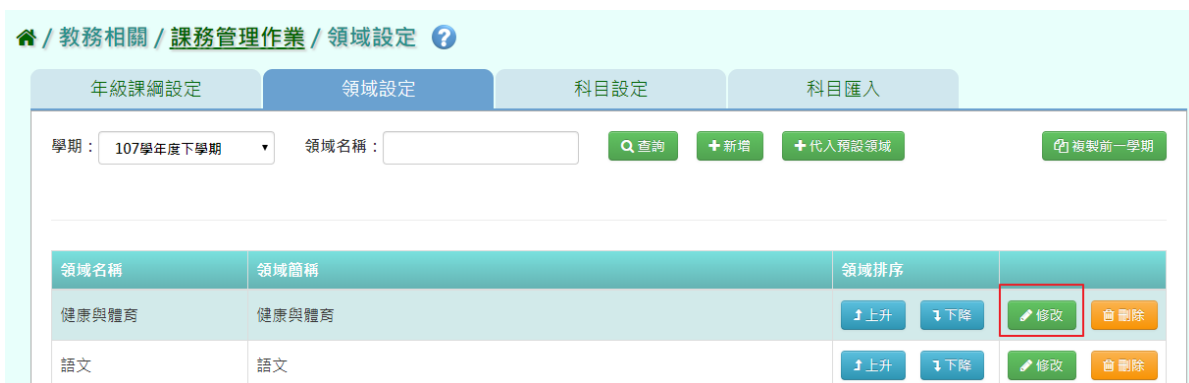 / 教務相關 / 課務管理作業 / 領域設定 ?
年級課綱設定 領域設定 科目設定 科目匯入
學期： 107學年度下學期 領域名稱： 查詢 新增 代入預設領域 複製前一學期
領域名稱 領域簡稱 領域排序
健康與體育 健康與體育 上升 下降 修改 刪除
語文 語文 上升 下降 修改 刪除